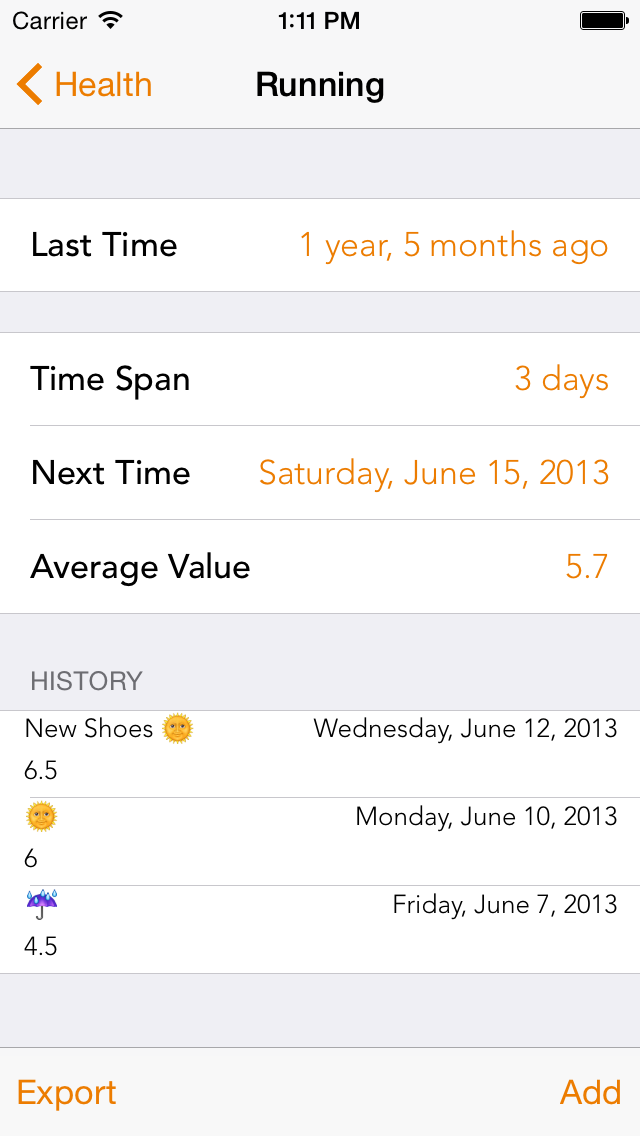 Carrier 1:11 PM
Health Running
Last Time 1 year, 5 months ago
Time Span 3 days
Next Time Saturday, June 15, 2013
Average Value 5.7
HISTORY
New Shoes 🌞 Wednesday, June 12, 2013
6.5
🌞 Monday, June 10, 2013
6
☔ Friday, June 7, 2013
4.5
Export Add